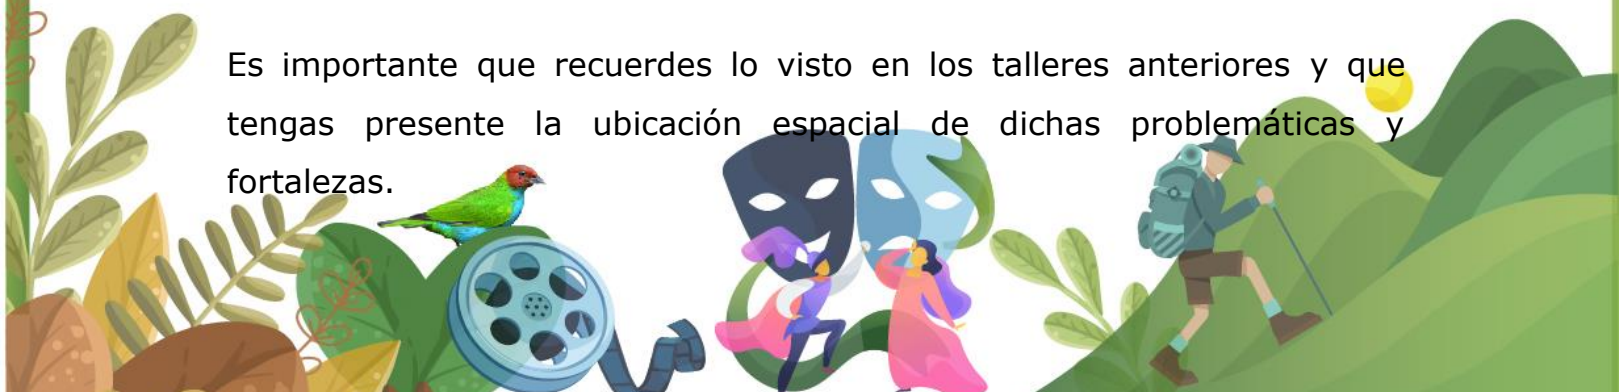 Es importante que recuerdes lo visto en los talleres anteriores y que
tengas presente la ubicación espacial de dichas problemáticas y
fortalezas.